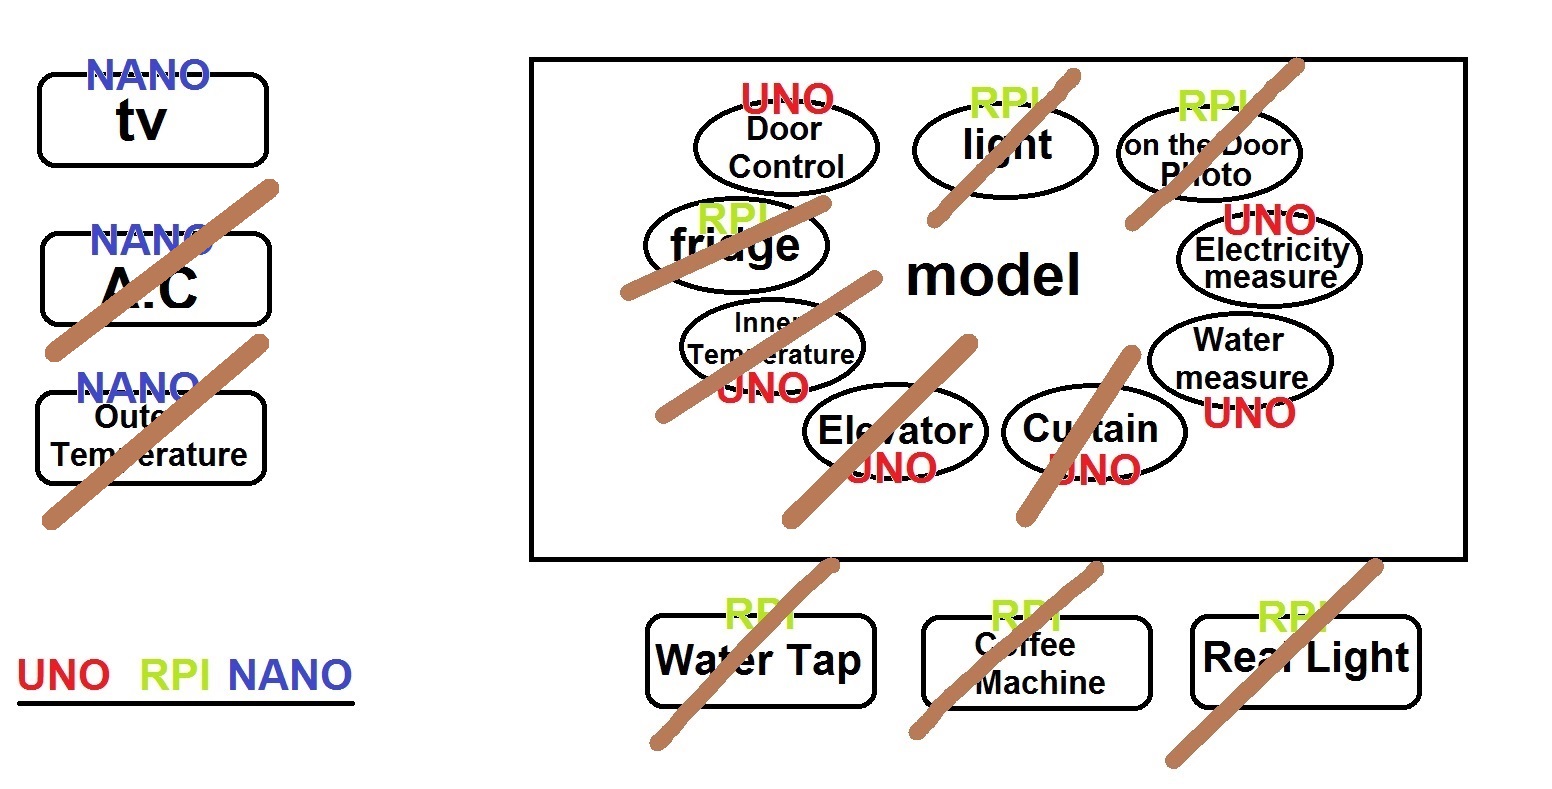 NANO
tv
NANO
A.C
NANO
Outer
Temperature
UNO RPI NANO
UNO
Door
Control
RPI
light
RPI
on the Door
Photo
RPI
fridge
UNO
Electricity
measure
model
Inner
Temperature
UNO
Water
measure
UNO
Elevator
UNO
Curtain
UNO
RPI
Water Tap
RPI
Coffee
Machine
RPI
Real Light